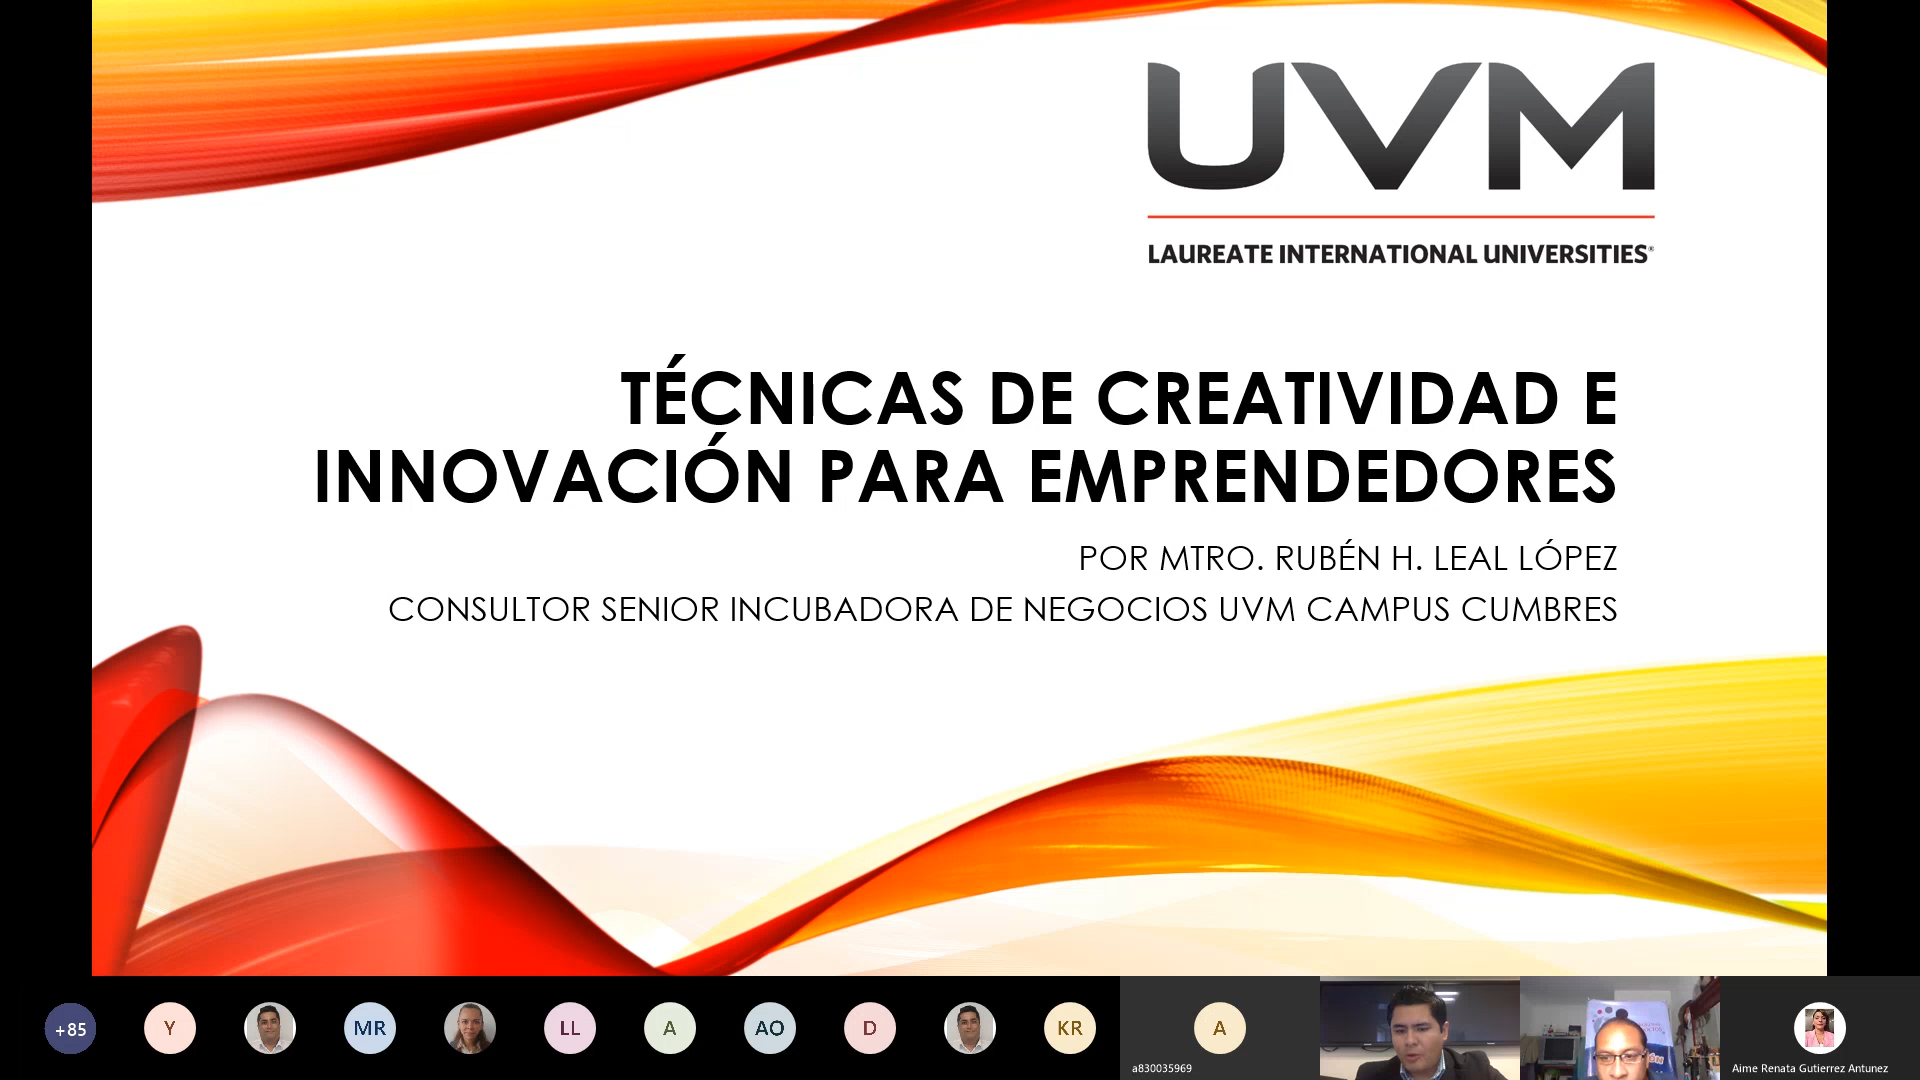 UVM
LAUREATE INTERNATIONAL UNIVERSITIES®
TÉCNICAS DE CREATIVIDAD E
INNOVACIÓN PARA EMPRENDEDORES
POR MTRO. RUBÉN H. LEAL LÓPEZ
CONSULTOR SENIOR INCUBADORA DE NEGOCIOS UVM CAMPUS CUMBRES
+85
Y
MR
LL
A
AO
D
KR
A
a830035969
Aime Renata Gutierrez Antunez